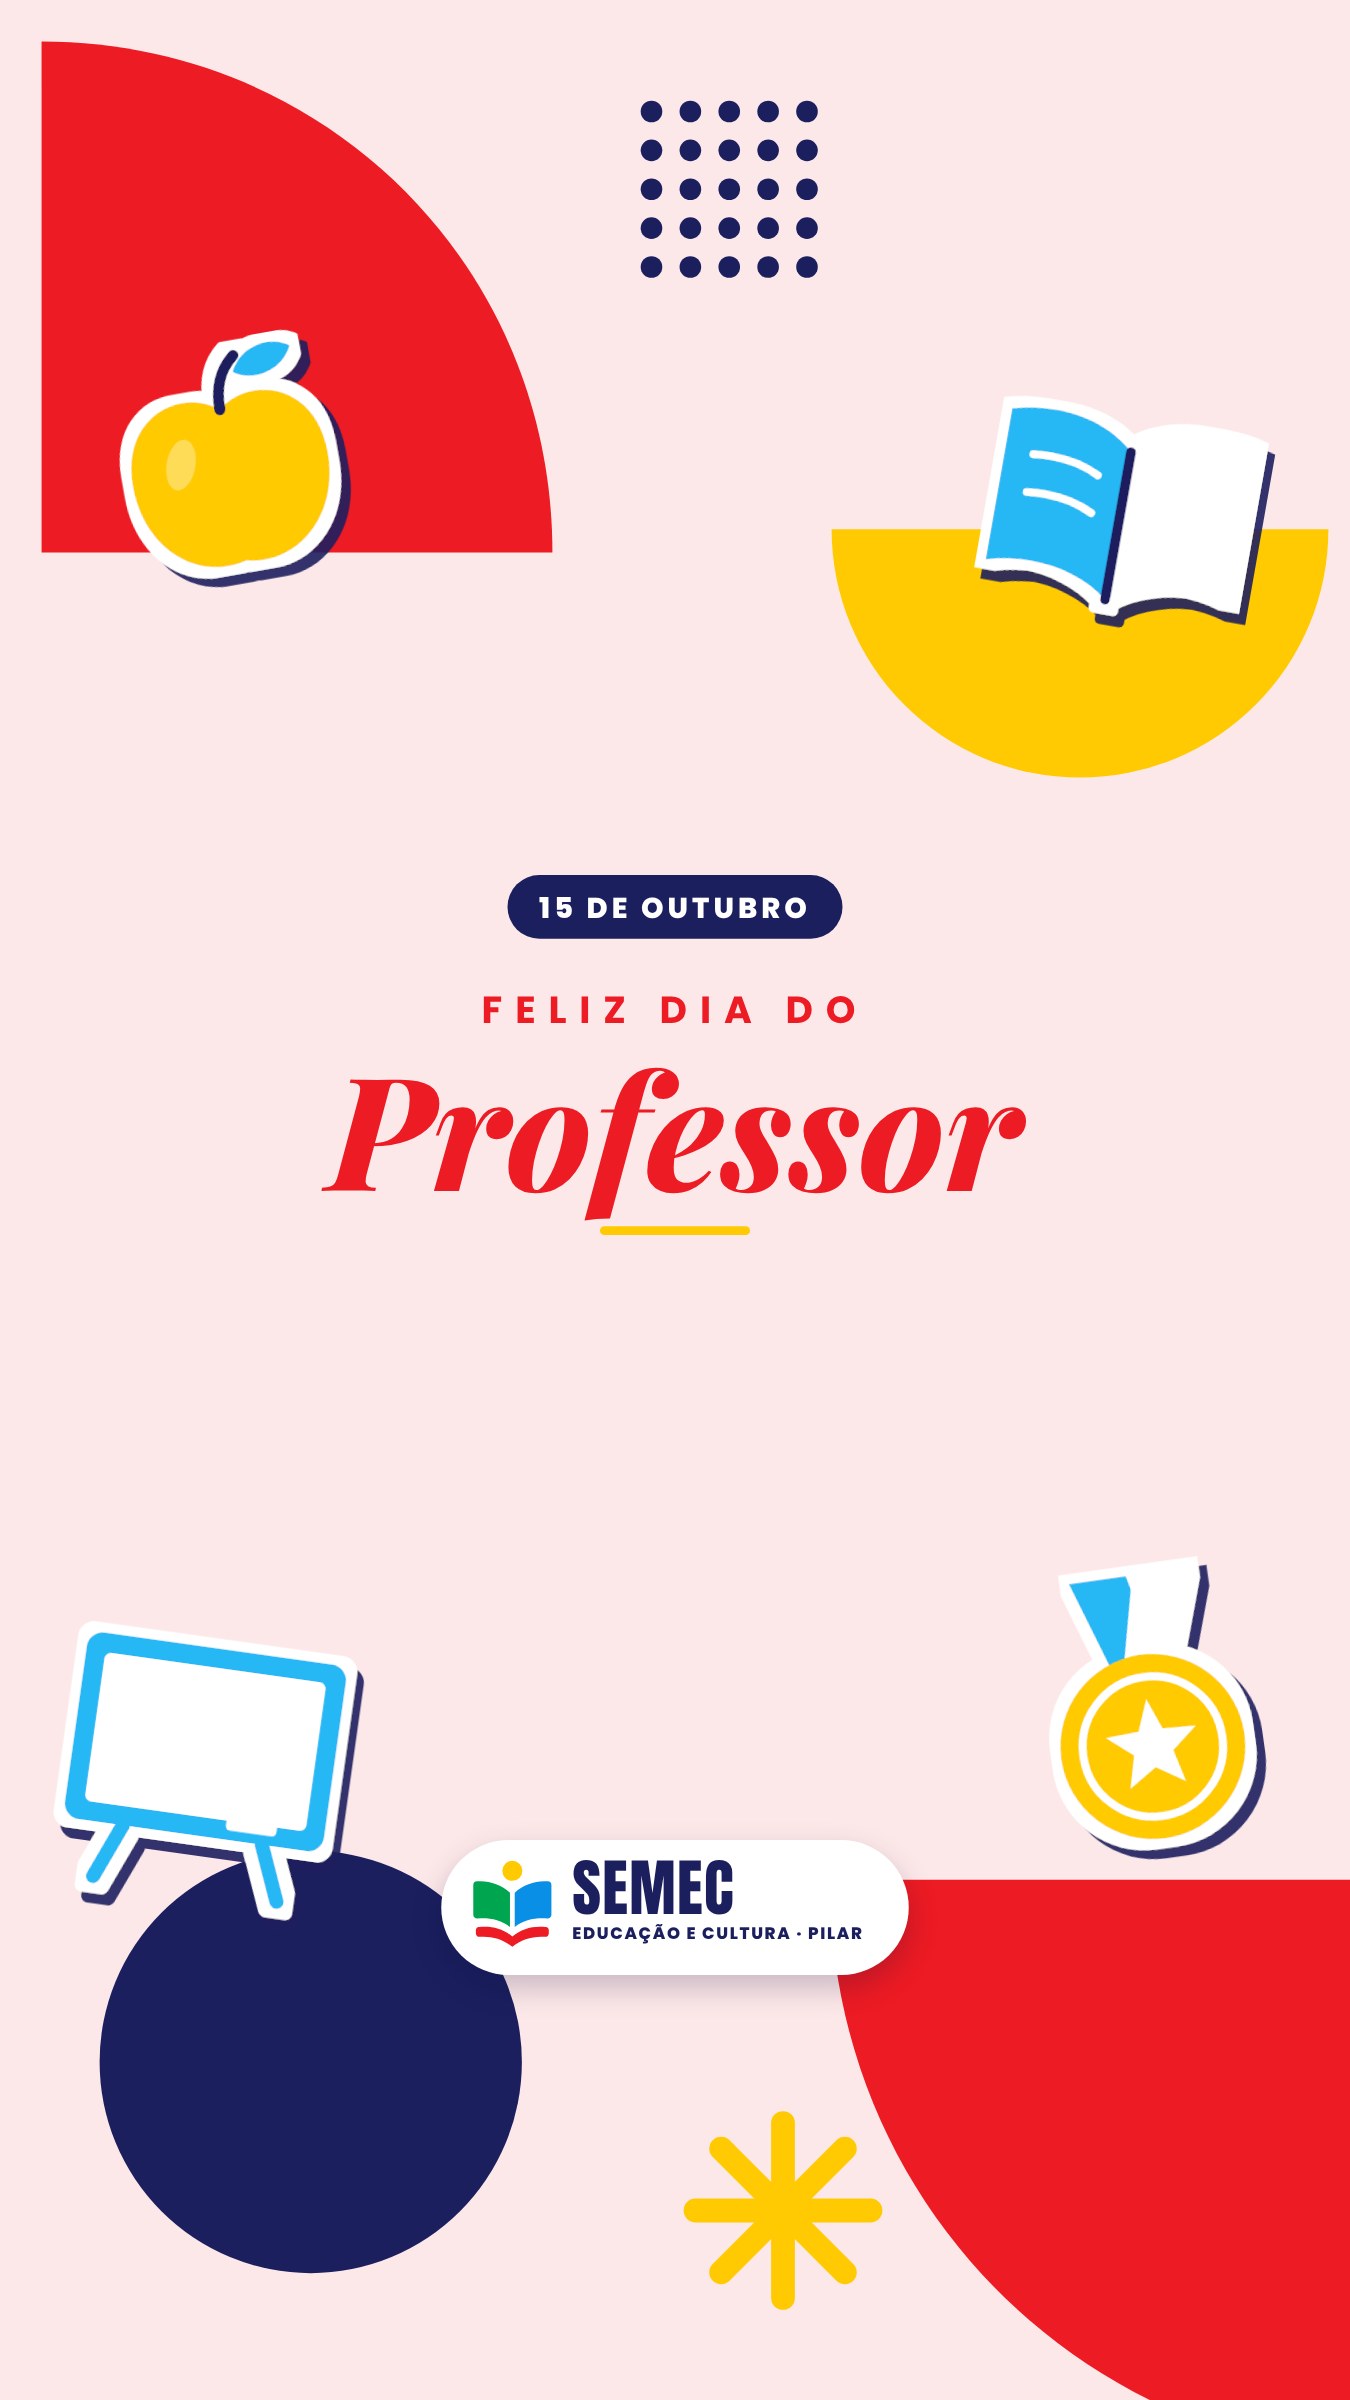 15 DE OUTUBRO
FELIZ DIA DO
Professor
SEMEC
EDUCAÇÃO E CULTURA · PILAR